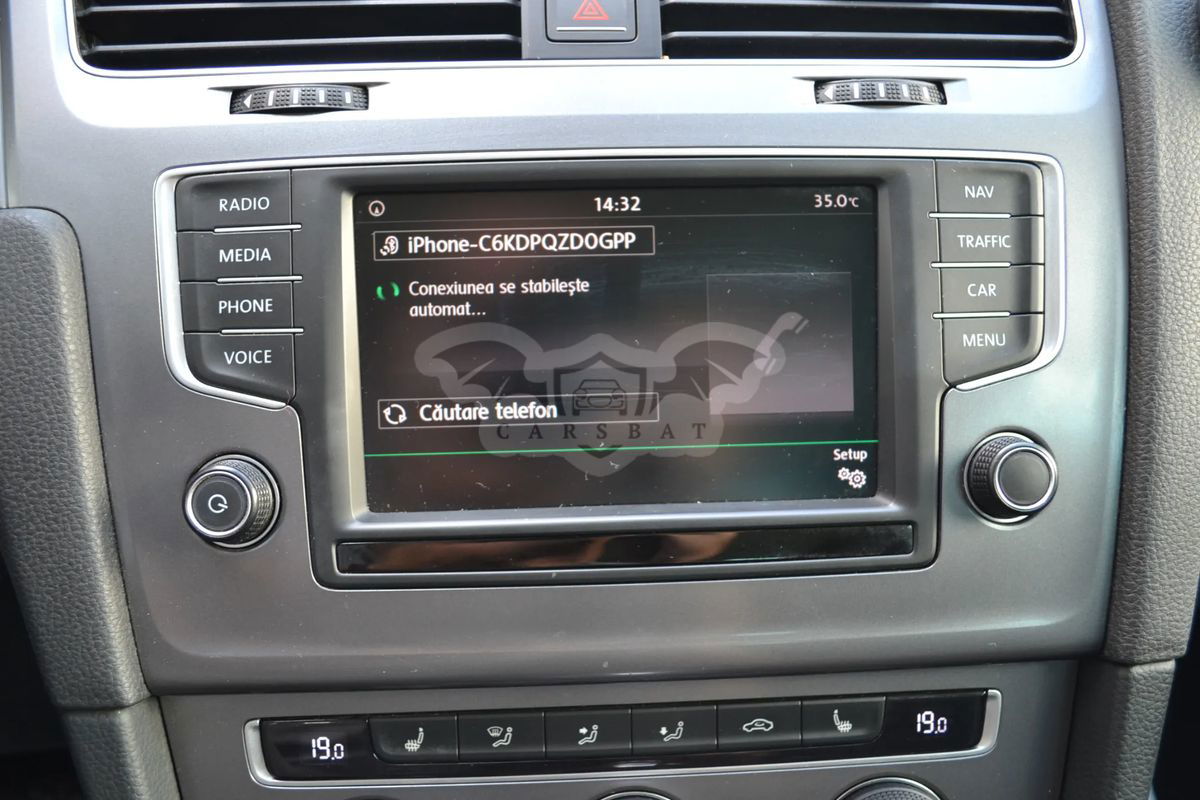 14:32
35.0°C
RADIO
MEDIA
PHONE
VOICE
iPhone-C6KDPQZD0GPP
Conexiunea se stabilește
automat...
Căutare telefon
CARSBAT
Setup
NAV
TRAFFIC
CAR
MENU
19.0
19.0